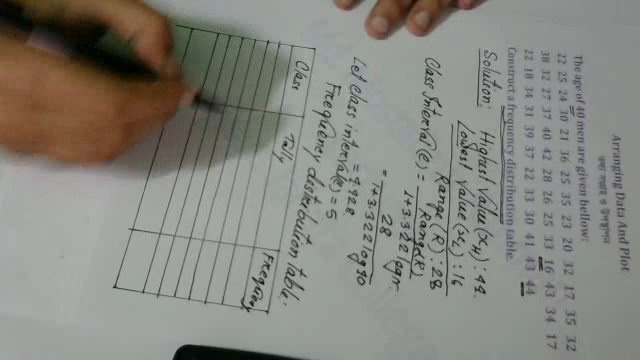 Arranging Data And Plot
The age of 40 men are given bellow:
22 25 24 30 21 16 25 35 23 20 32 17 35 32
38 32 27 37 40 42 28 26 25 33 16 43 34 17
22 18 34 31 39 37 22 33 30 41 43 44
Construct a frequency distribution table.
Solution: Highest value (x_H) : 44.
Lowest value (x_L) : 16
Range (R) : 28
Class interval (c) = Range(R) / 1+3.322 log n
= 28 / 1+3.322 log 40
= 4.428
Let class interval(c) = 5
Frequency distribution table.
Class Tally Frequency